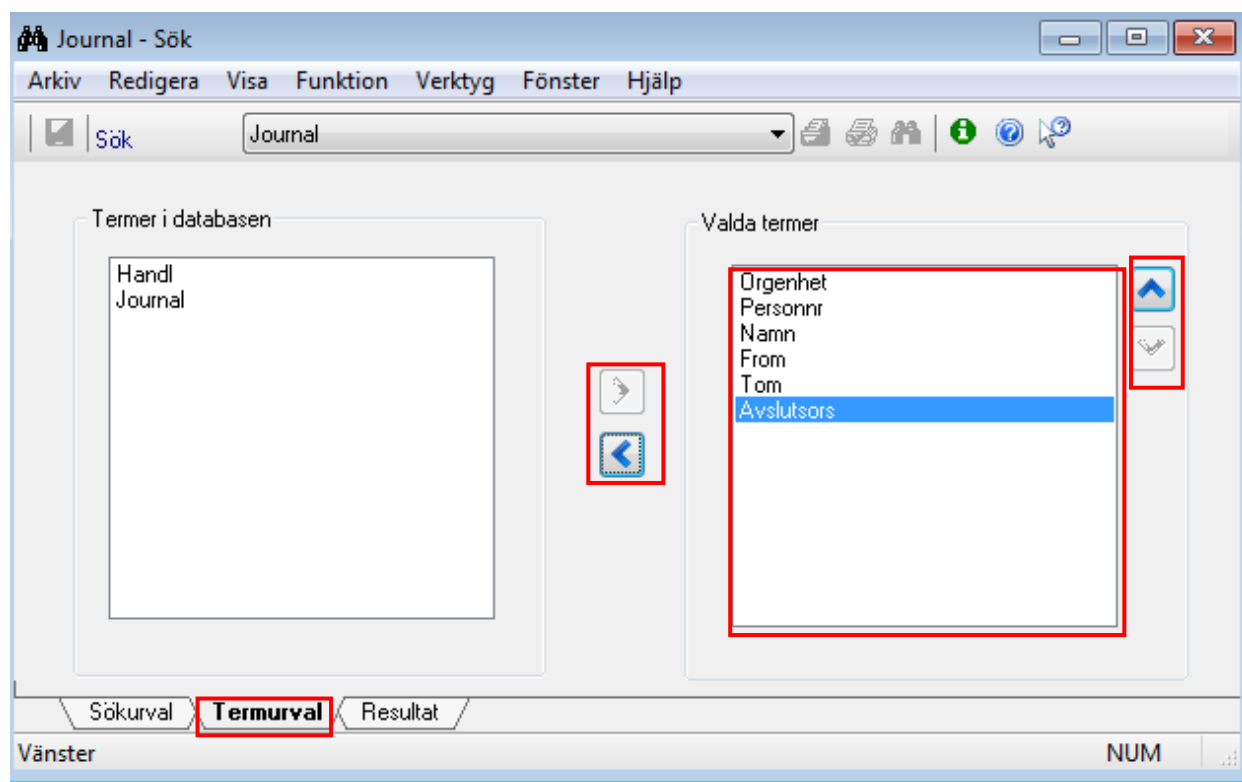 Journal - Sök
Arkiv Redigera Visa Funktion Verktyg Fönster Hjälp
Sök Journal
Termer i databasen
Handl
Journal
Valda termer
Orgenhet
Personnr
Namn
From
Tom
Avslutsors
Sökurval Termurval Resultat
Vänster NUM